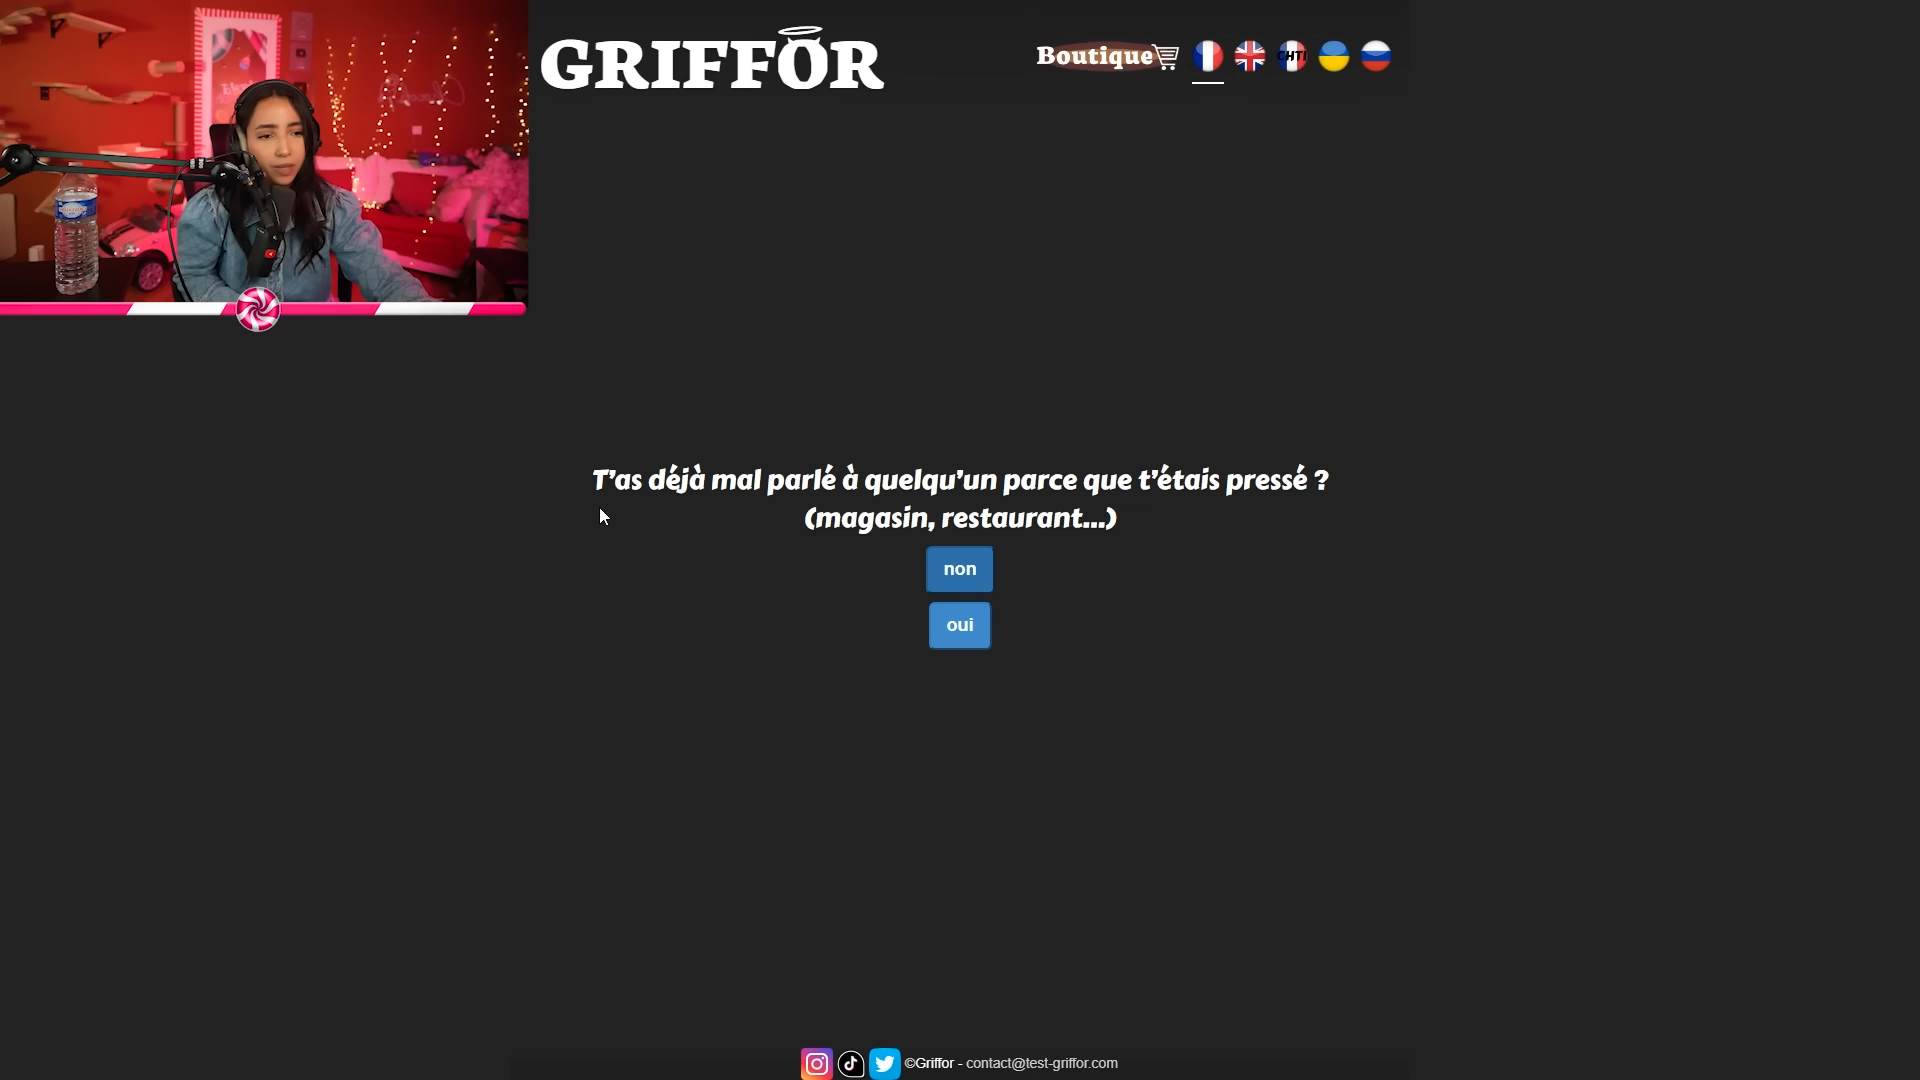 GRIFFOR
Boutique
CHTI
T'as déjà mal parlé à quelqu'un parce que t'étais pressé ?
(magasin, restaurant...)
non
oui
©Griffor - contact@test-griffor.com